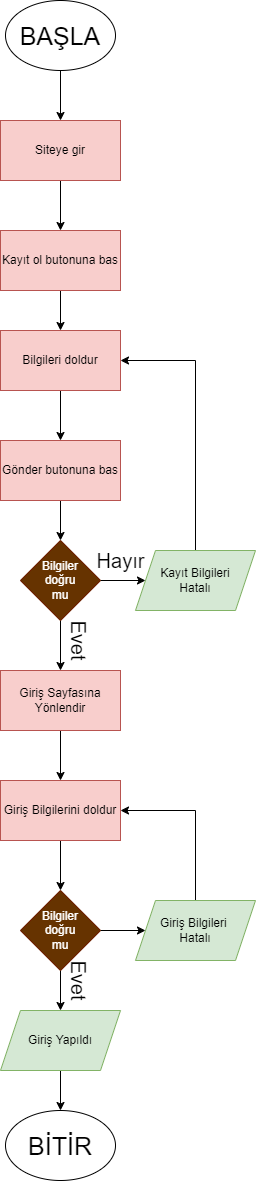 BAŞLA
Siteye gir
Kayıt ol butonuna bas
Bilgileri doldur
Gönder butonuna bas
Bilgiler
doğru
mu
Hayır
Kayıt Bilgileri
Hatalı
Evet
Giriş Sayfasına
Yönlendir
Giriş Bilgilerini doldur
Bilgiler
doğru
mu
Giriş Bilgileri
Hatalı
Evet
Giriş Yapıldı
BİTİR